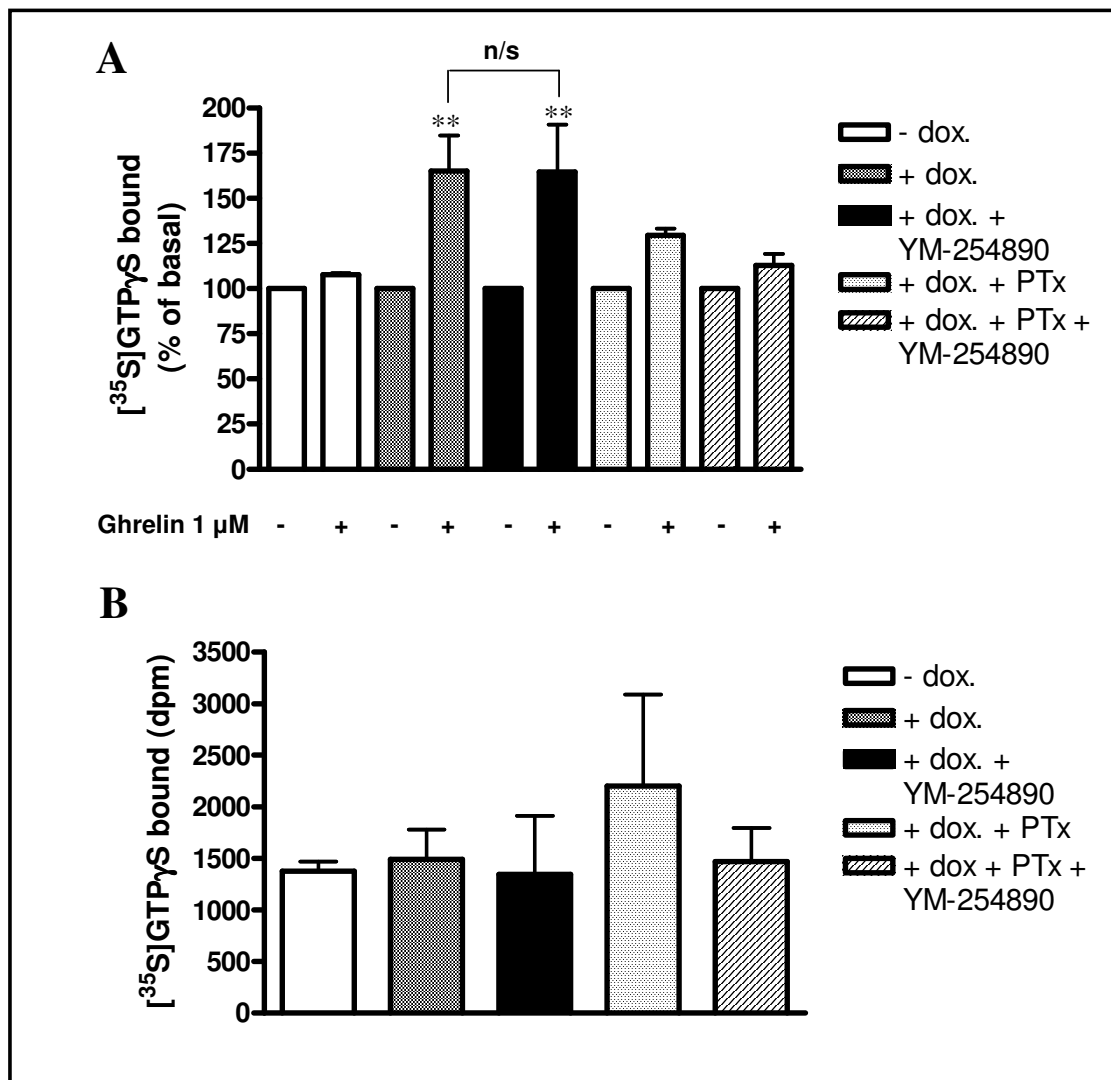 A
n/s
** **
200
175
150
125
100
75
50
25
0
[³⁵S]GTPγS bound
(% of basal)
- dox.
+ dox.
+ dox. +
YM-254890
+ dox. + PTx
+ dox. + PTx +
YM-254890
Ghrelin 1 µM - + - + - + - + - +
B
3500
3000
2500
2000
1500
1000
500
0
[³⁵S]GTPγS bound (dpm)
- dox.
+ dox.
+ dox. +
YM-254890
+ dox. + PTx
+ dox + PTx +
YM-254890